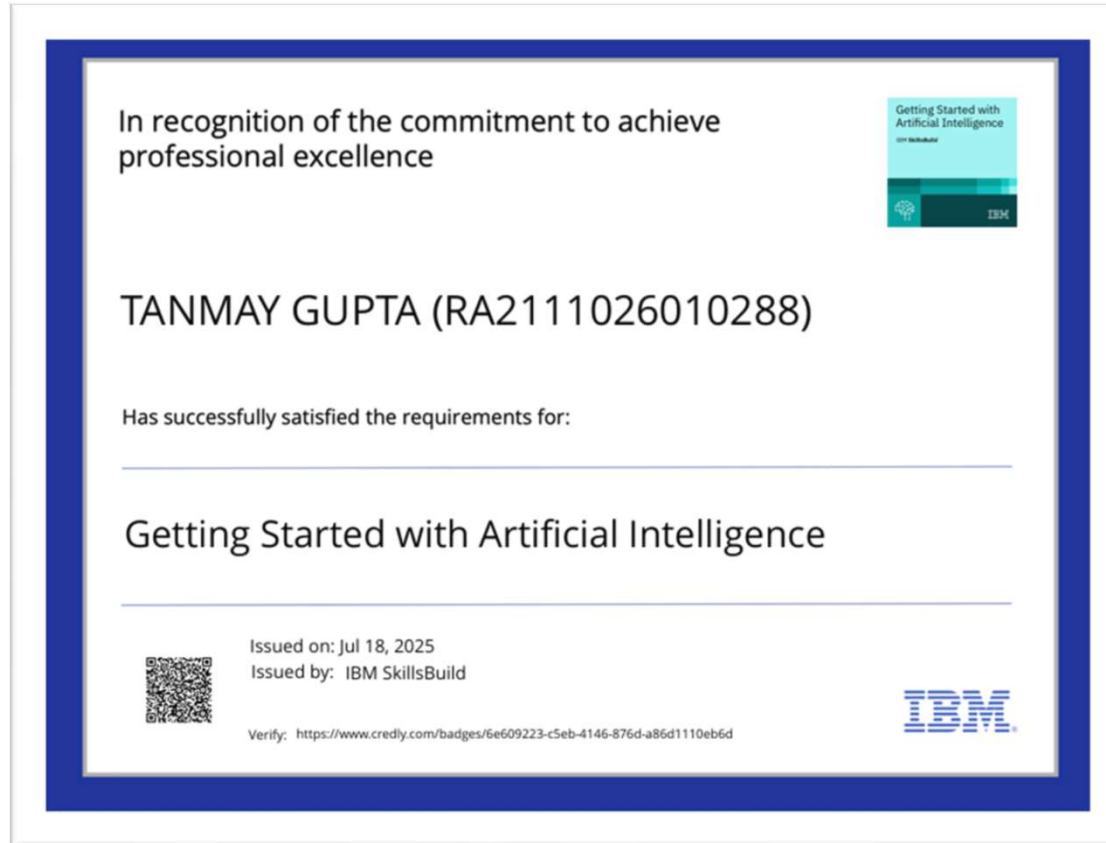 In recognition of the commitment to achieve
professional excellence
Getting Started with
Artificial Intelligence
IBM SkillsBuild
IBM
TANMAY GUPTA (RA2111026010288)
Has successfully satisfied the requirements for:
Getting Started with Artificial Intelligence
Issued on: Jul 18, 2025
Issued by: IBM SkillsBuild
Verify: https://www.credly.com/badges/6e609223-c5eb-4146-876d-a86d1110eb6d
IBM.